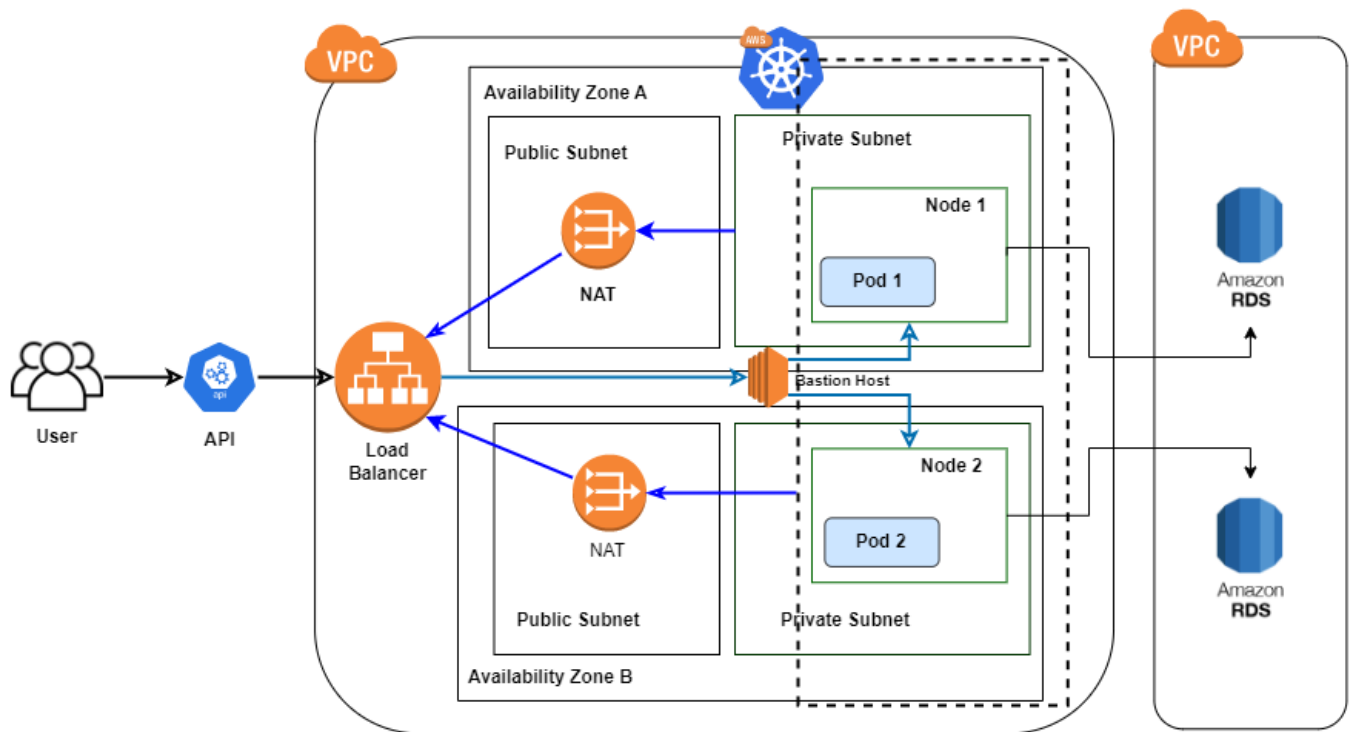 VPC
AWS
VPC
Availability Zone A
Public Subnet
Private Subnet
Node 1
NAT
Pod 1
Amazon
RDS
User
api
API
Load
Balancer
Bastion Host
Node 2
NAT
Pod 2
Amazon
RDS
Public Subnet
Private Subnet
Availability Zone B